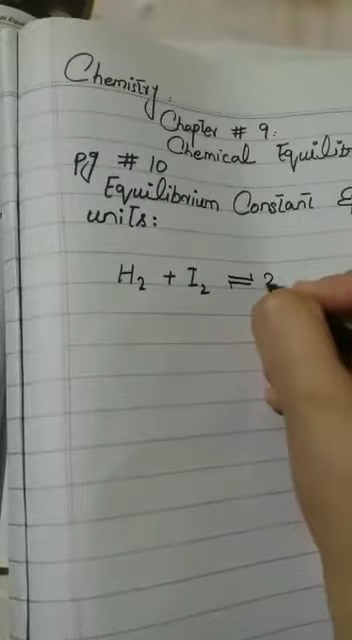 Chemistry:
Chapter # 9:
Chemical Equilib
Pg # 10
Equilibrium Constant &
units:
H₂ + I₂ ⇌ 2